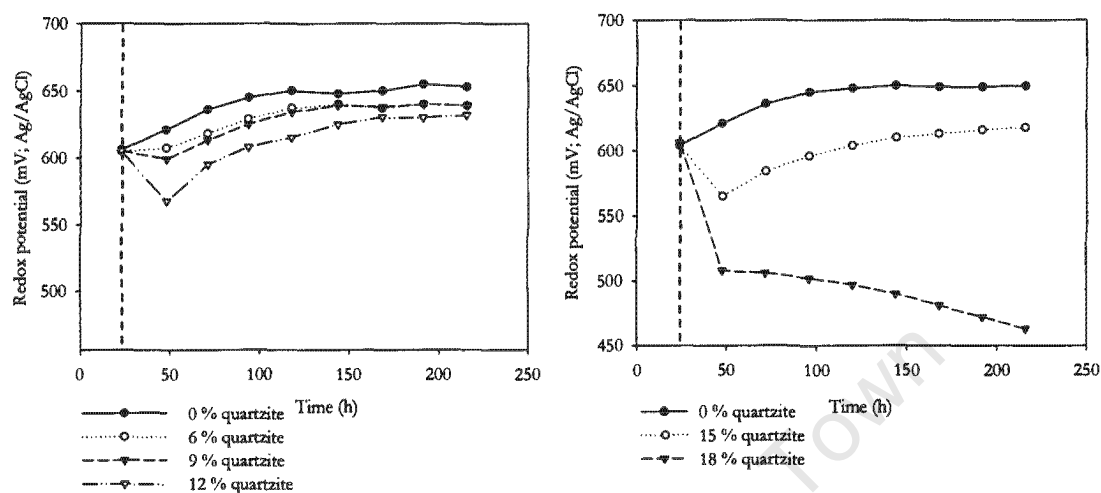 700
650
600
550
500
Redox potential (mV; Ag/AgCl)
0
50
100
150
200
250
Time (h)
0 % quartzite
6 % quartzite
9 % quartzite
12 % quartzite
700
650
600
550
500
450
Redox potential (mV; Ag/AgCl)
0
50
100
150
200
250
Time (h)
0 % quartzite
15 % quartzite
18 % quartzite
Town